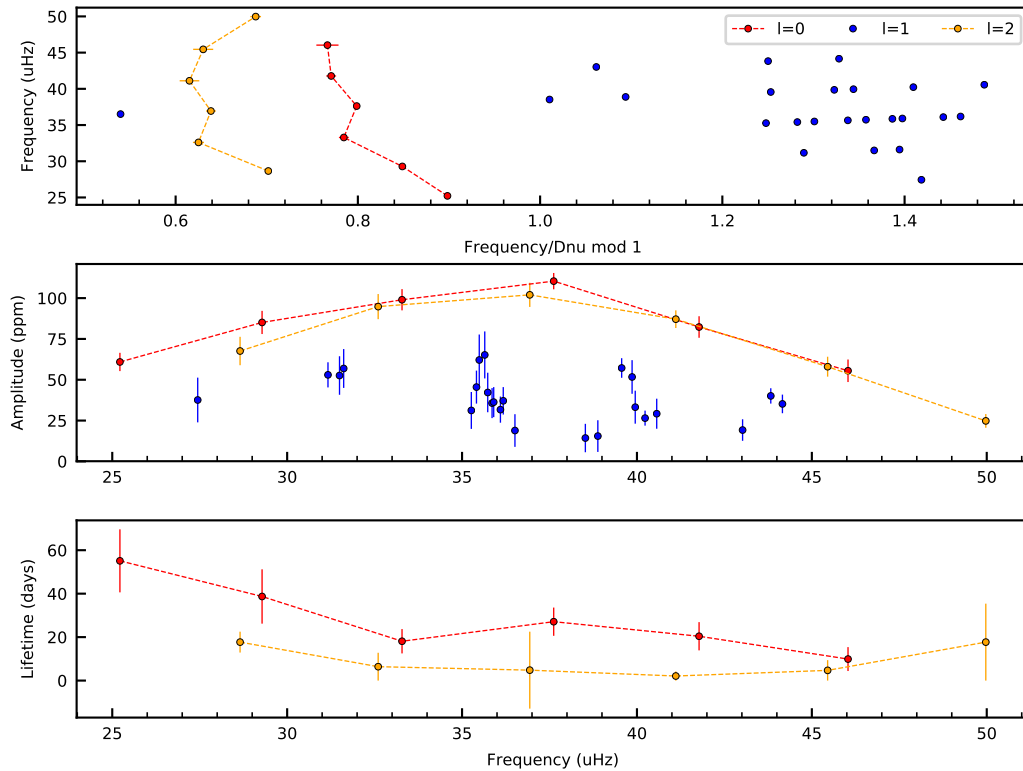 50
45
40
35
30
25
Frequency (uHz)
l=0 l=1 l=2
0.6 0.8 1.0 1.2 1.4
Frequency/Dnu mod 1
100
75
50
25
0
Amplitude (ppm)
25 30 35 40 45 50
60
40
20
0
Lifetime (days)
25 30 35 40 45 50
Frequency (uHz)